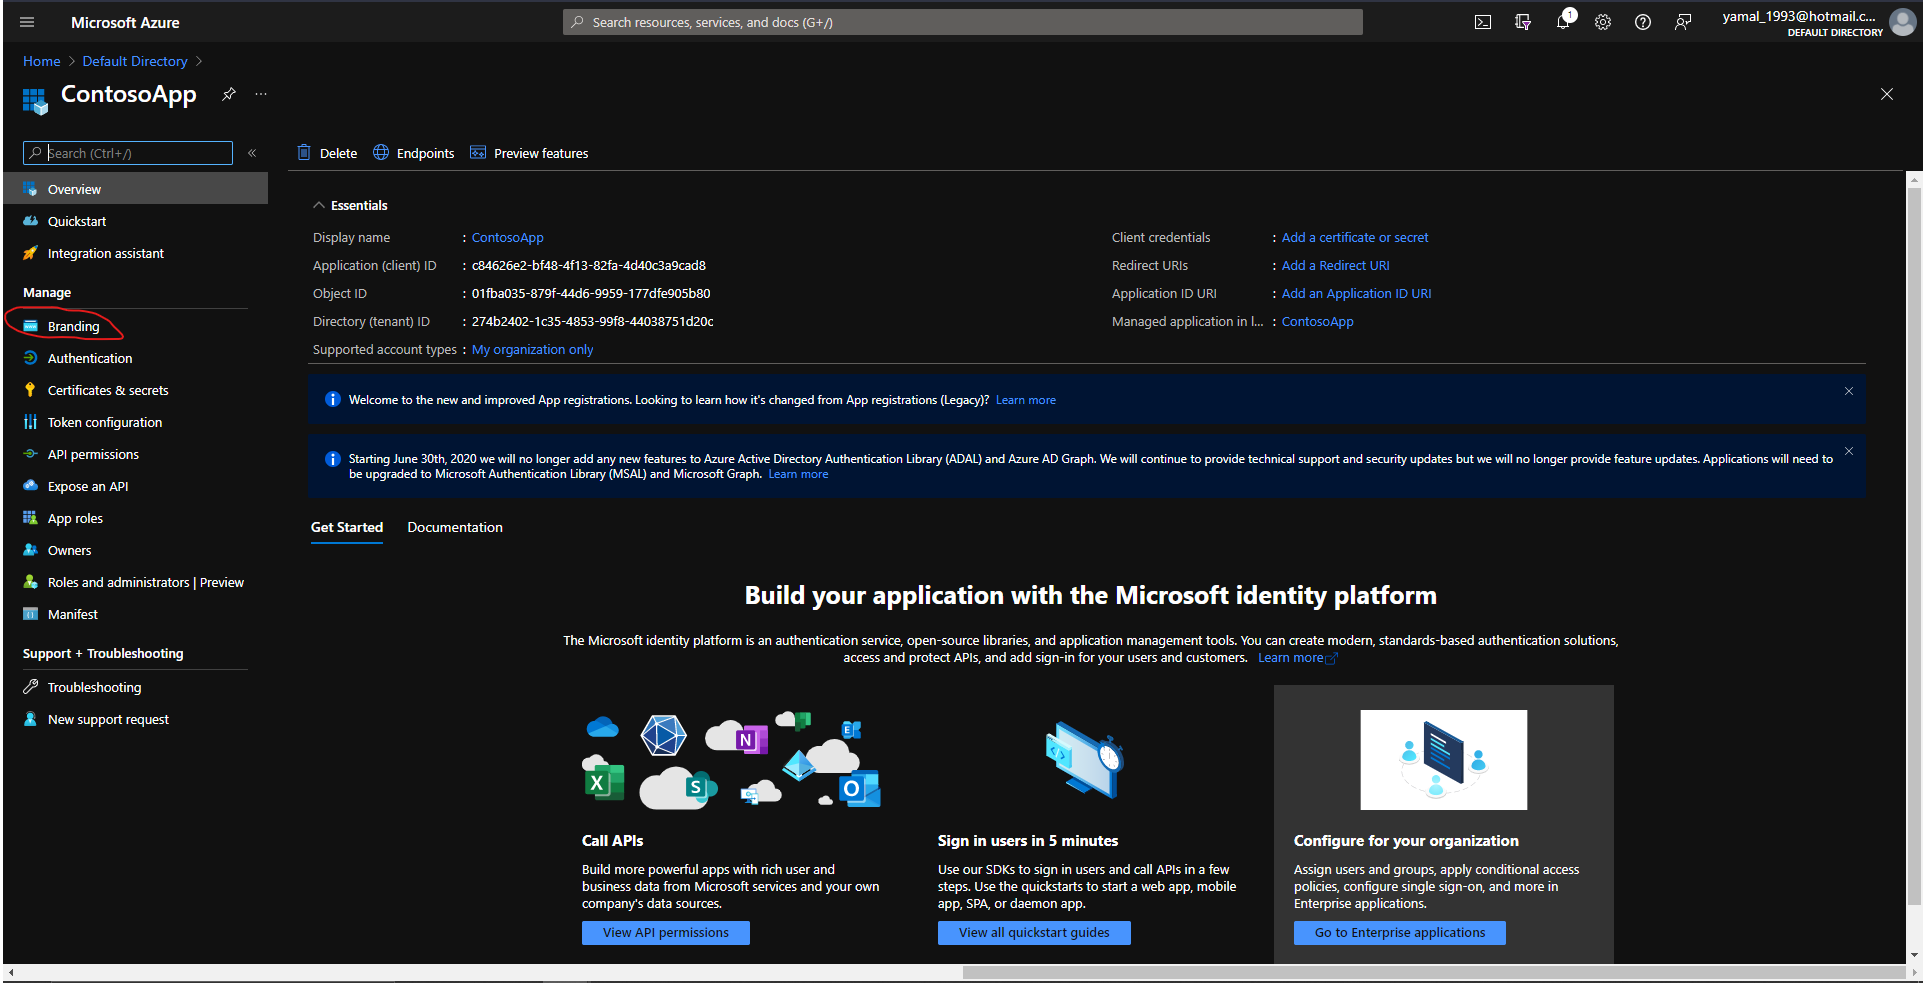 Microsoft Azure
Search resources, services, and docs (G+/)
1
yamal_1993@hotmail.c...
DEFAULT DIRECTORY
Home > Default Directory >
ContosoApp
...
Search (Ctrl+/)
«
Delete
Endpoints
Preview features
Overview
Quickstart
Integration assistant
Manage
Branding
Authentication
Certificates & secrets
Token configuration
API permissions
Expose an API
App roles
Owners
Roles and administrators | Preview
Manifest
Support + Troubleshooting
Troubleshooting
New support request
Essentials
Display name : ContosoApp
Application (client) ID : c84626e2-bf48-4f13-82fa-4d40c3a9cad8
Object ID : 01fba035-879f-44d6-9959-177dfe905b80
Directory (tenant) ID : 274b2402-1c35-4853-99f8-44038751d20c
Supported account types : My organization only
Client credentials : Add a certificate or secret
Redirect URIs : Add a Redirect URI
Application ID URI : Add an Application ID URI
Managed application in l... : ContosoApp
Welcome to the new and improved App registrations. Looking to learn how it's changed from App registrations (Legacy)? Learn more
Starting June 30th, 2020 we will no longer add any new features to Azure Active Directory Authentication Library (ADAL) and Azure AD Graph. We will continue to provide technical support and security updates but we will no longer provide feature updates. Applications will need to
be upgraded to Microsoft Authentication Library (MSAL) and Microsoft Graph. Learn more
Get Started
Documentation
Build your application with the Microsoft identity platform
The Microsoft identity platform is an authentication service, open-source libraries, and application management tools. You can create modern, standards-based authentication solutions,
access and protect APIs, and add sign-in for your users and customers. Learn more
N
E
X
S
O
Call APIs
Build more powerful apps with rich user and
business data from Microsoft services and your own
company's data sources.
View API permissions
Sign in users in 5 minutes
Use our SDKs to sign in users and call APIs in a few
steps. Use the quickstarts to start a web app, mobile
app, SPA, or daemon app.
View all quickstart guides
Configure for your organization
Assign users and groups, apply conditional access
policies, configure single sign-on, and more in
Enterprise applications.
Go to Enterprise applications